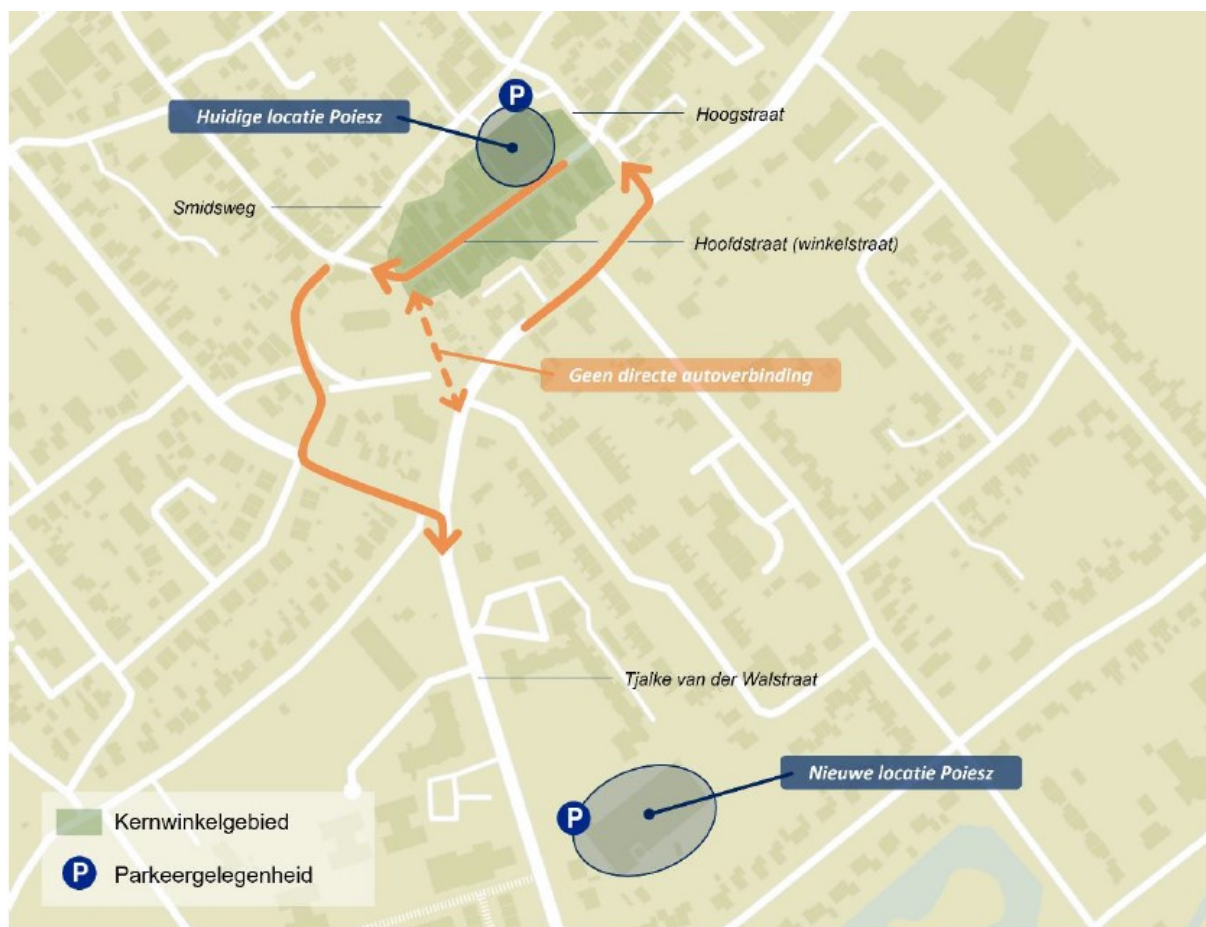 P
Huidige locatie Poiesz
Hoogstraat
Smidsweg
Hoofdstraat (winkelstraat)
Geen directe autoverbinding
Tjalke van der Walstraat
Nieuwe locatie Poiesz
P
Kernwinkelgebied
P
Parkeergelegenheid